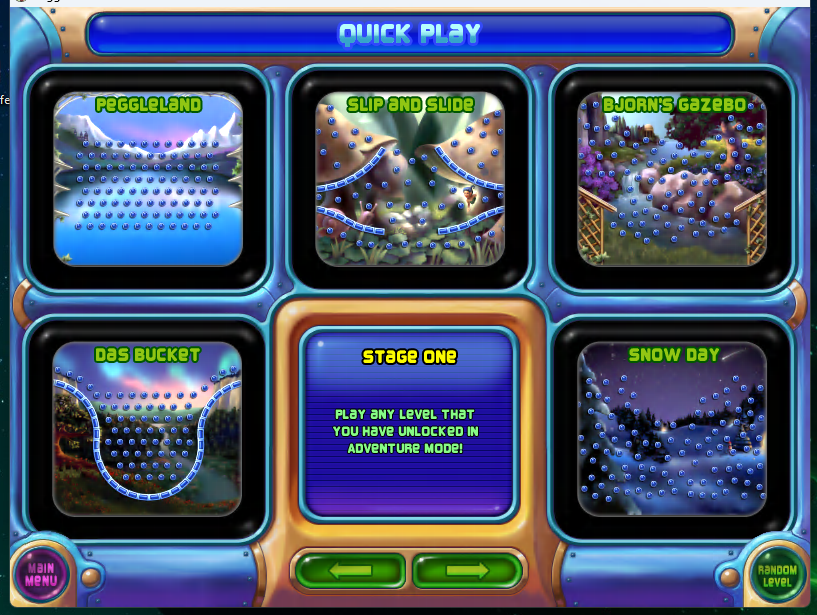 QUICK PLAY
PEGGLELAND
SLIP AND SLIDE
BJORN'S GAZEBO
DAS BUCKET
STAGE ONE
SNOW DAY
PLAY ANY LEVEL THAT
YOU HAVE UNLOCKED IN
ADVENTURE MODE!
MAIN
MENU
RANDOM
LEVEL